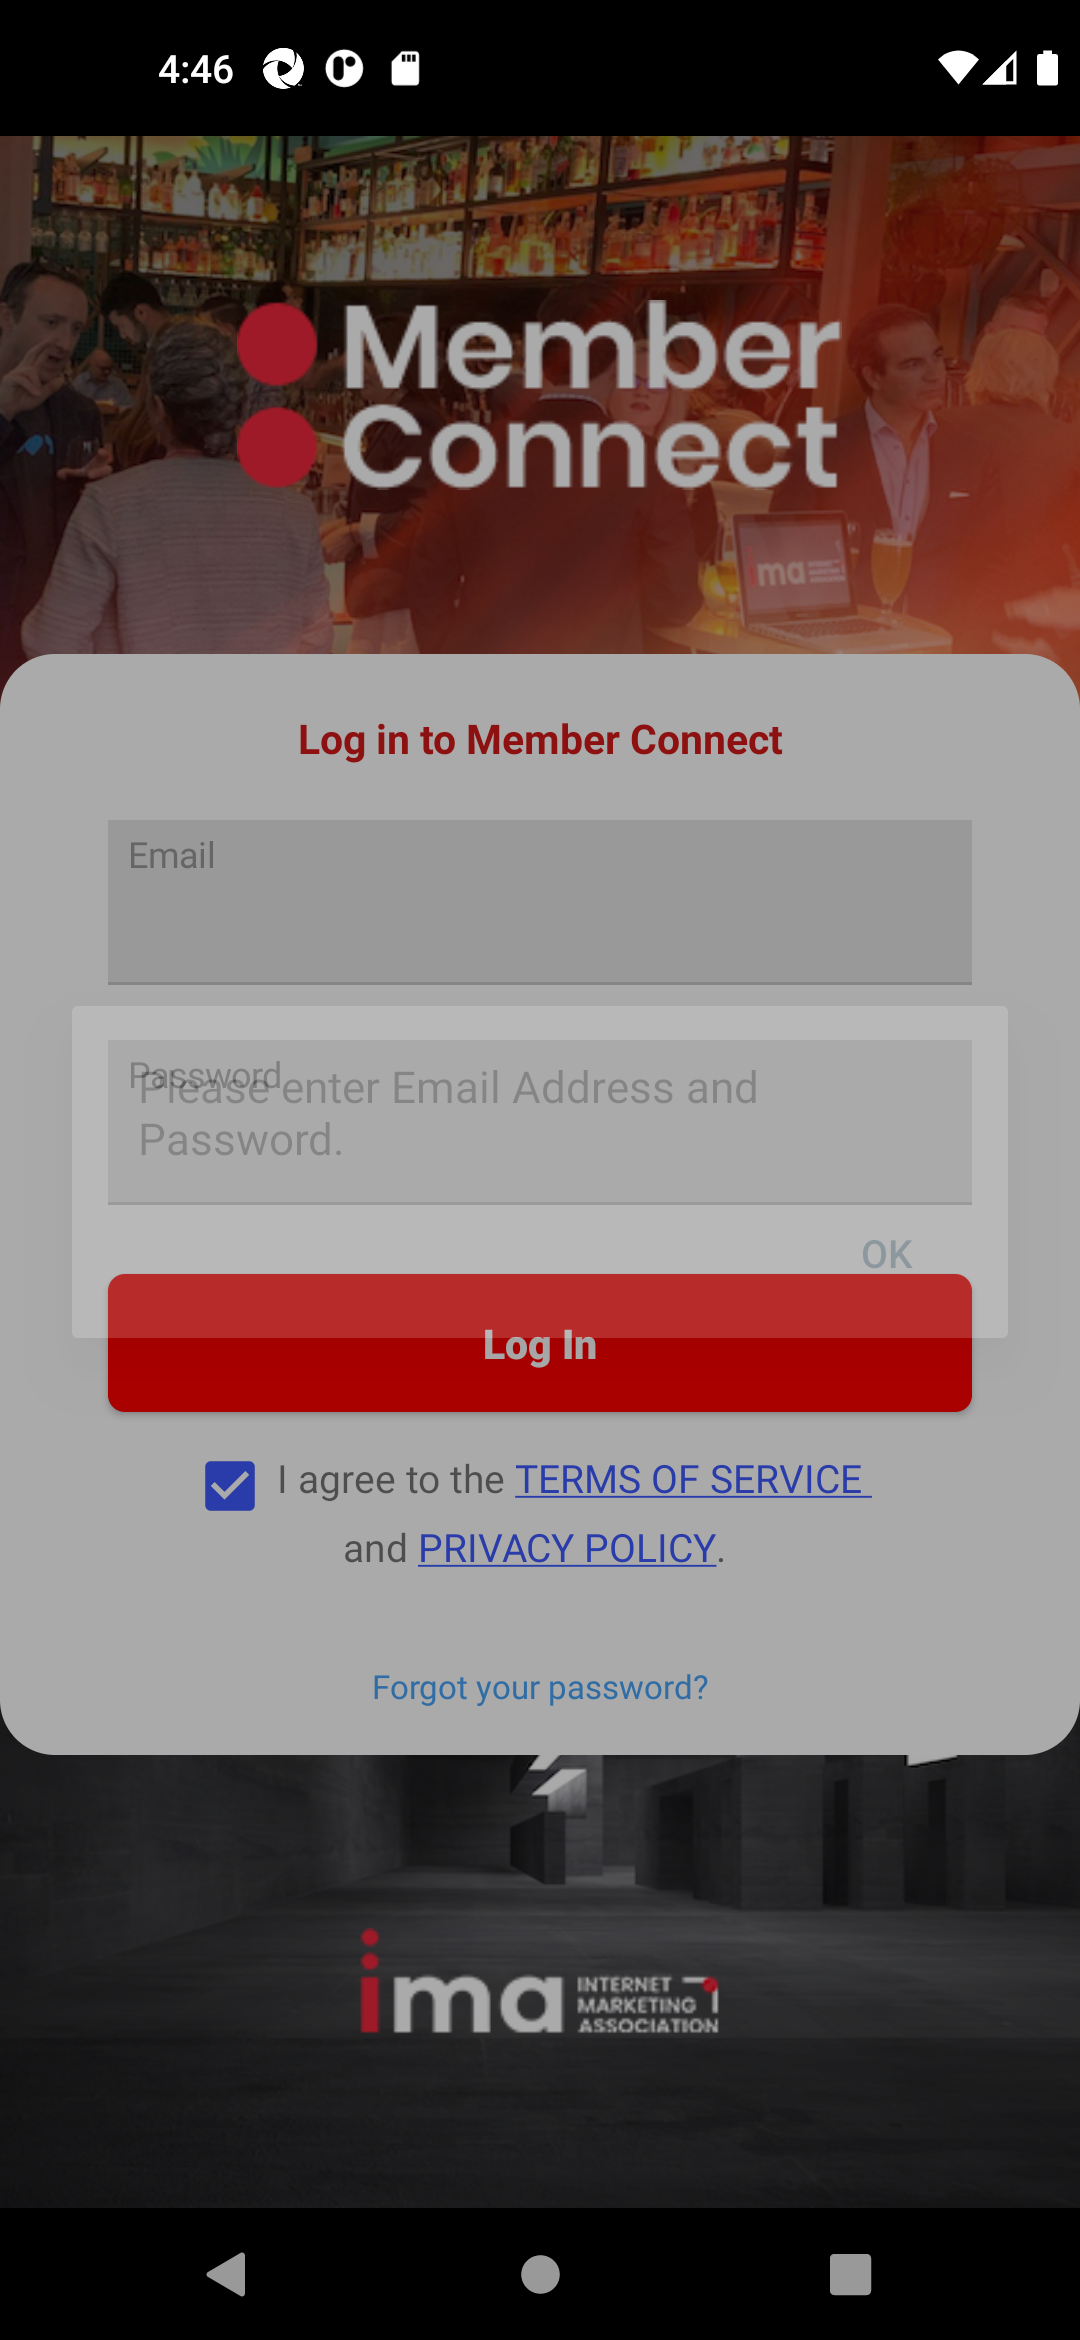 4:46
Member
Connect
ima
Log in to Member Connect
Email
Password
Please enter Email Address and
Password.
OK
Log In
I agree to the TERMS OF SERVICE
and PRIVACY POLICY.
Forgot your password?
ima INTERNET
MARKETING
ASSOCIATION